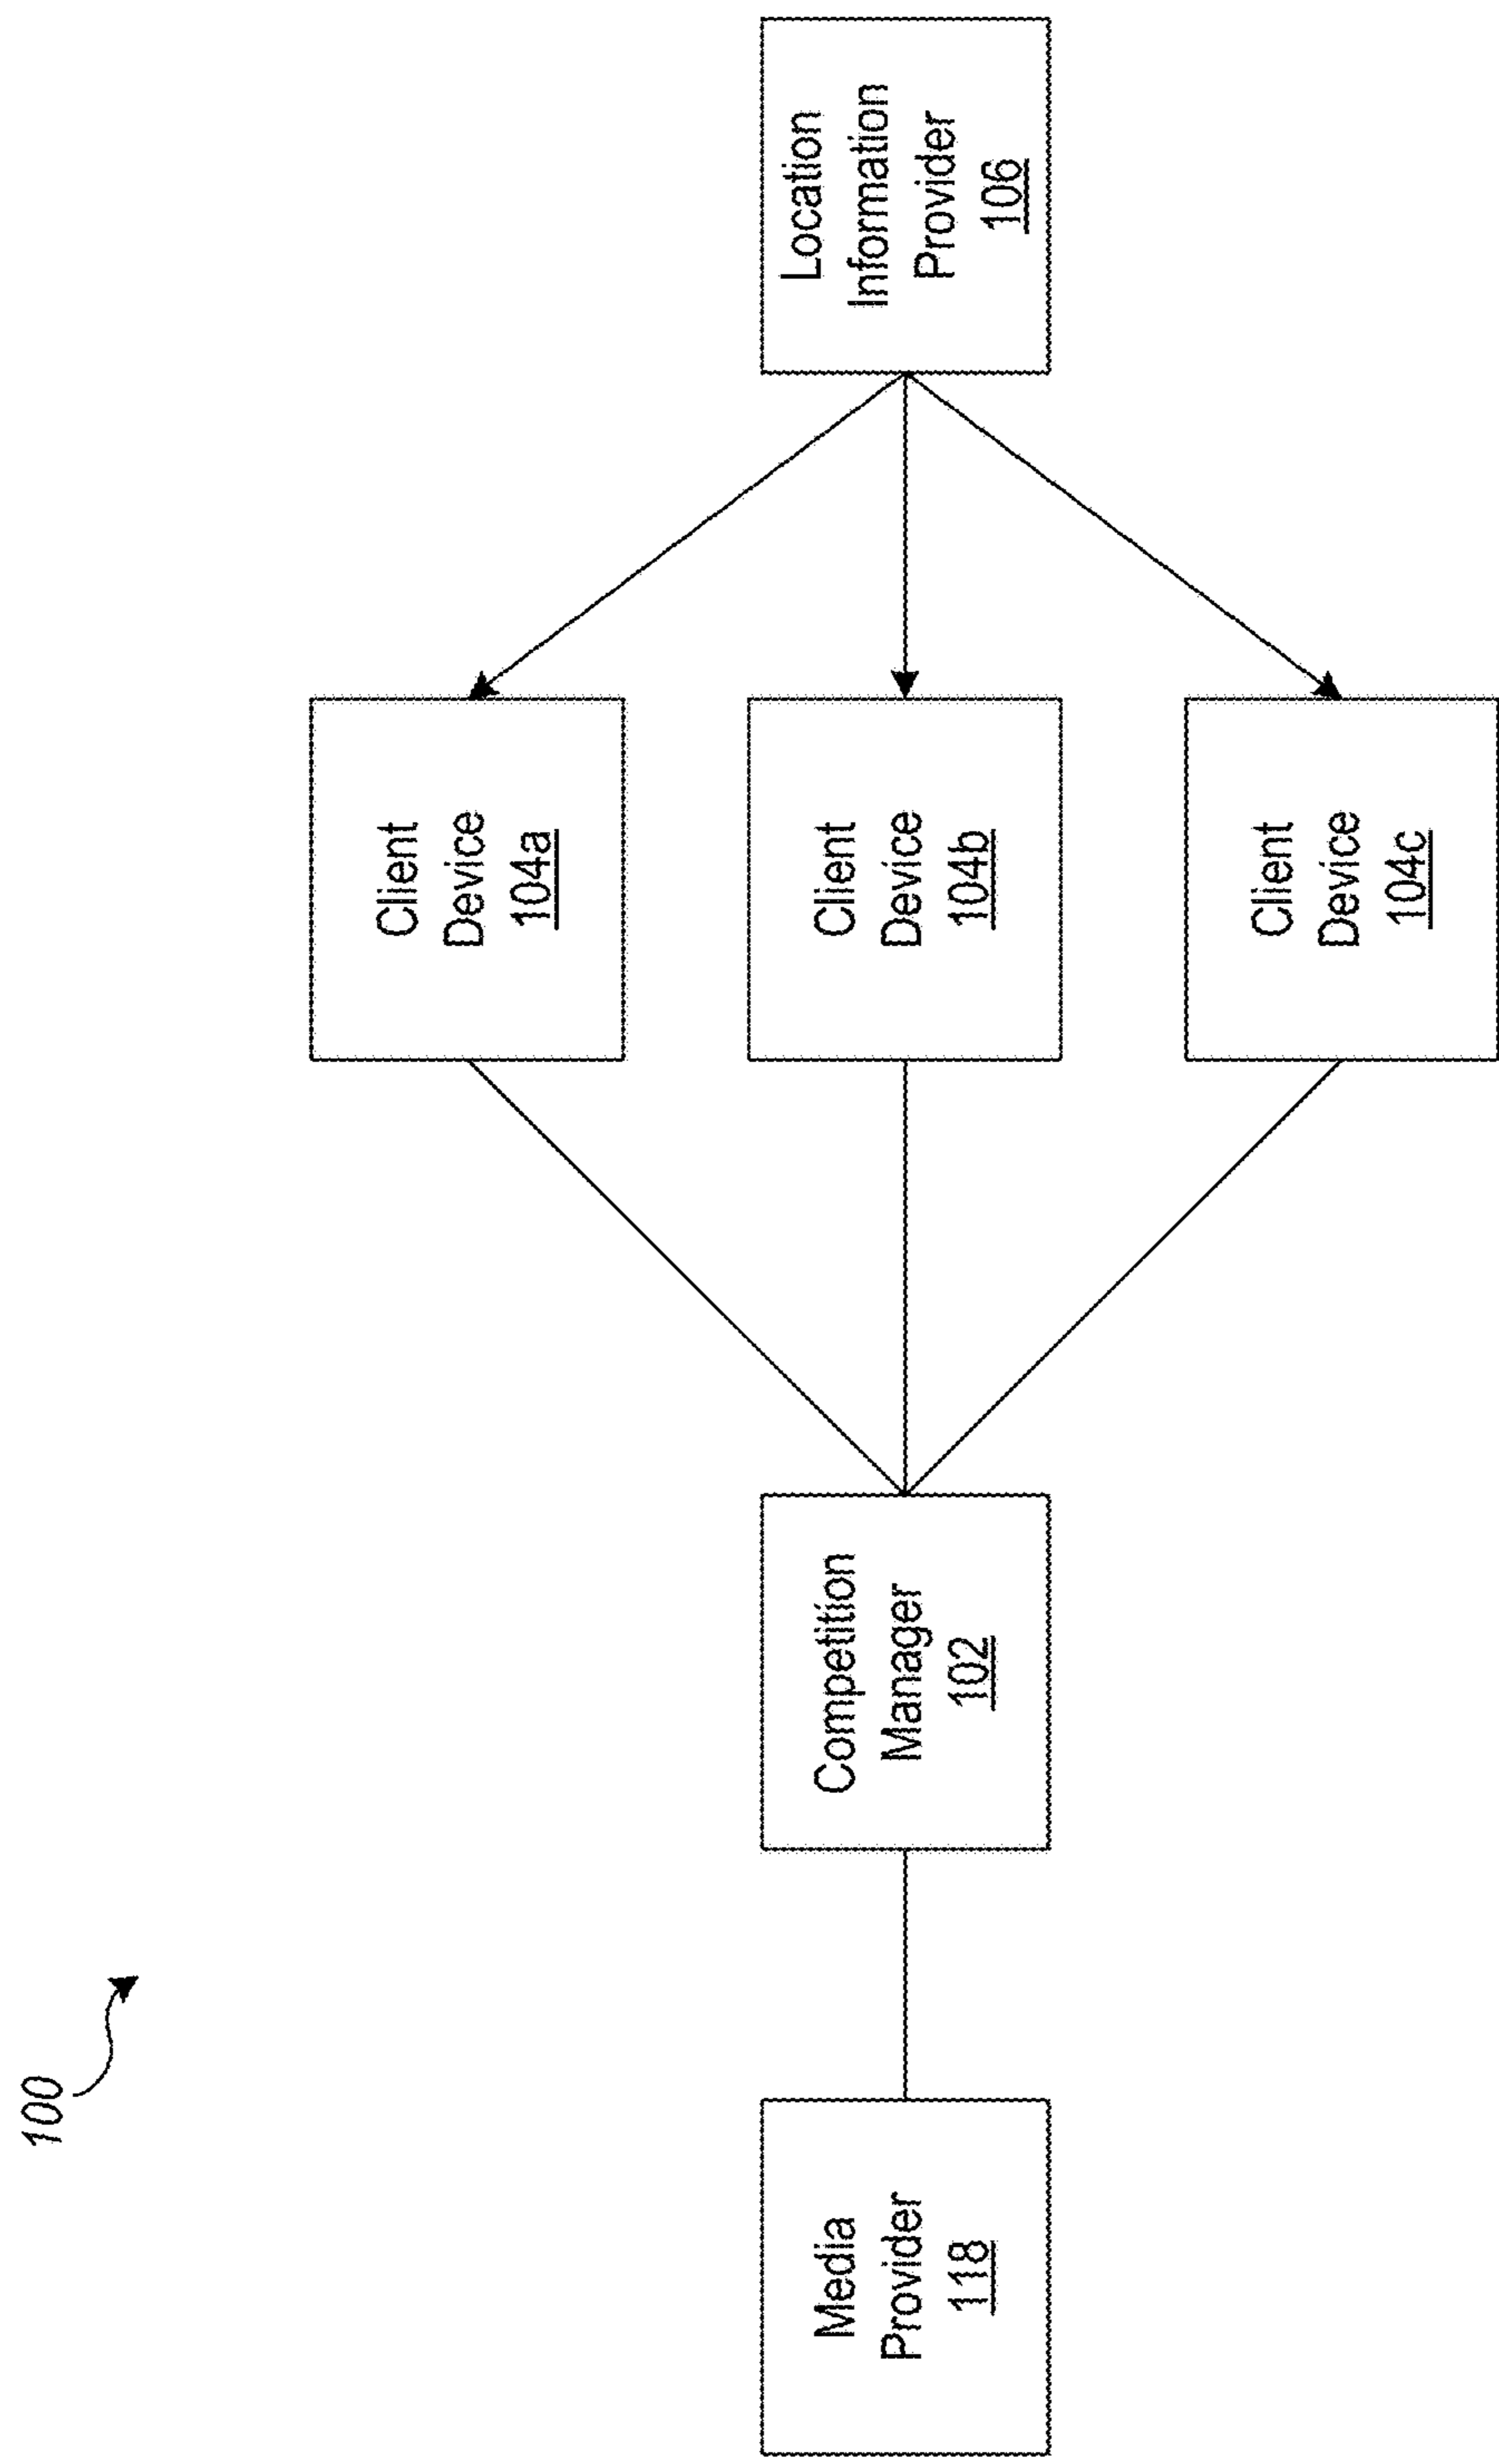 100
Media
Provider
118
Competition
Manager
102
Client
Device
104a
Client
Device
104b
Client
Device
104c
Location
Information
Provider
106